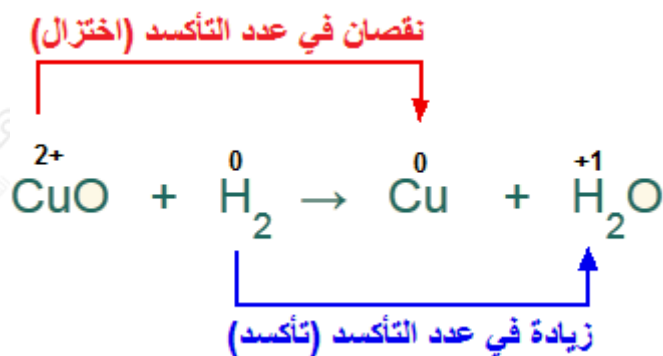 نقصان في عدد التأكسد (اختزال)
2+ 0 0 +1
CuO + H₂ → Cu + H₂O
زيادة في عدد التأكسد (تأكسد)